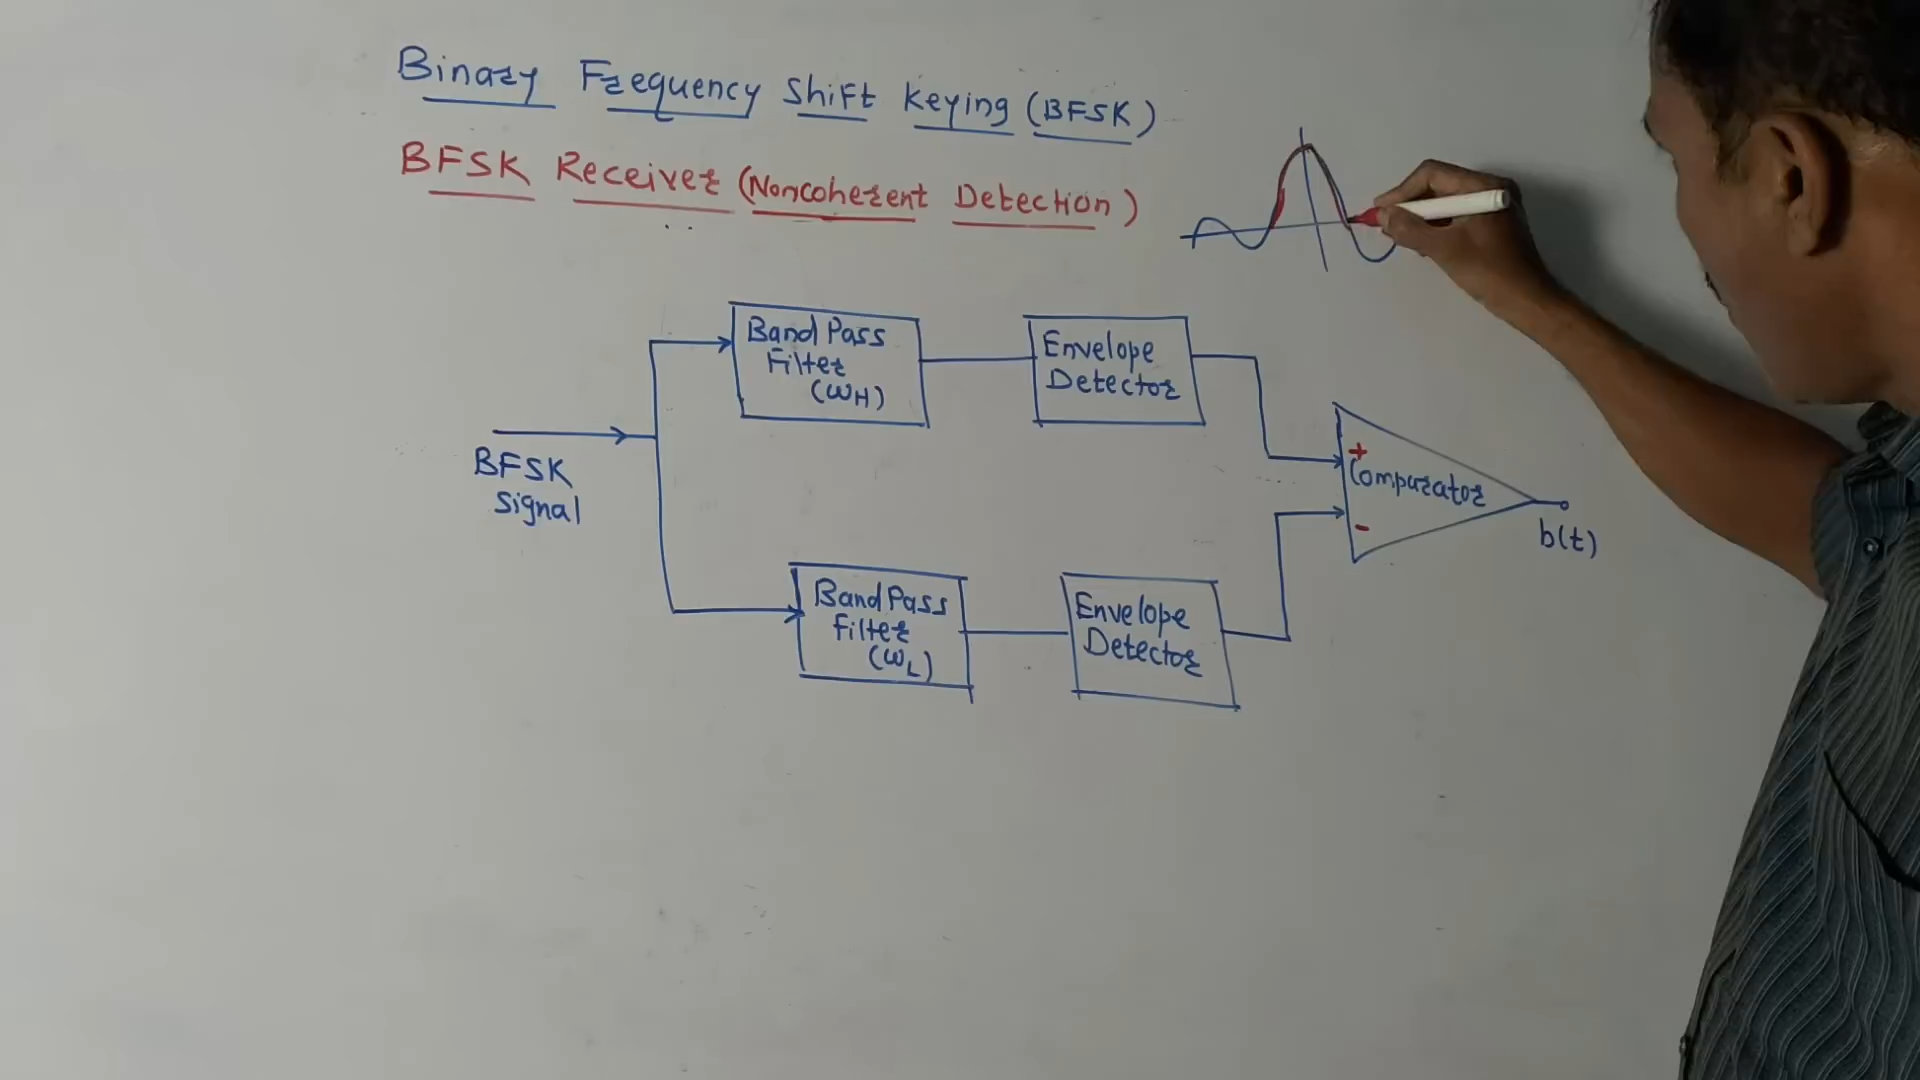 Binary Frequency Shift Keying (BFSK)
BFSK Receiver (Noncoherent Detection)
Band Pass
Filter
(ωH)
Envelope
Detector
BFSK
Signal
+
Comparator
-
b(t)
Band Pass
Filter
(ωL)
Envelope
Detector